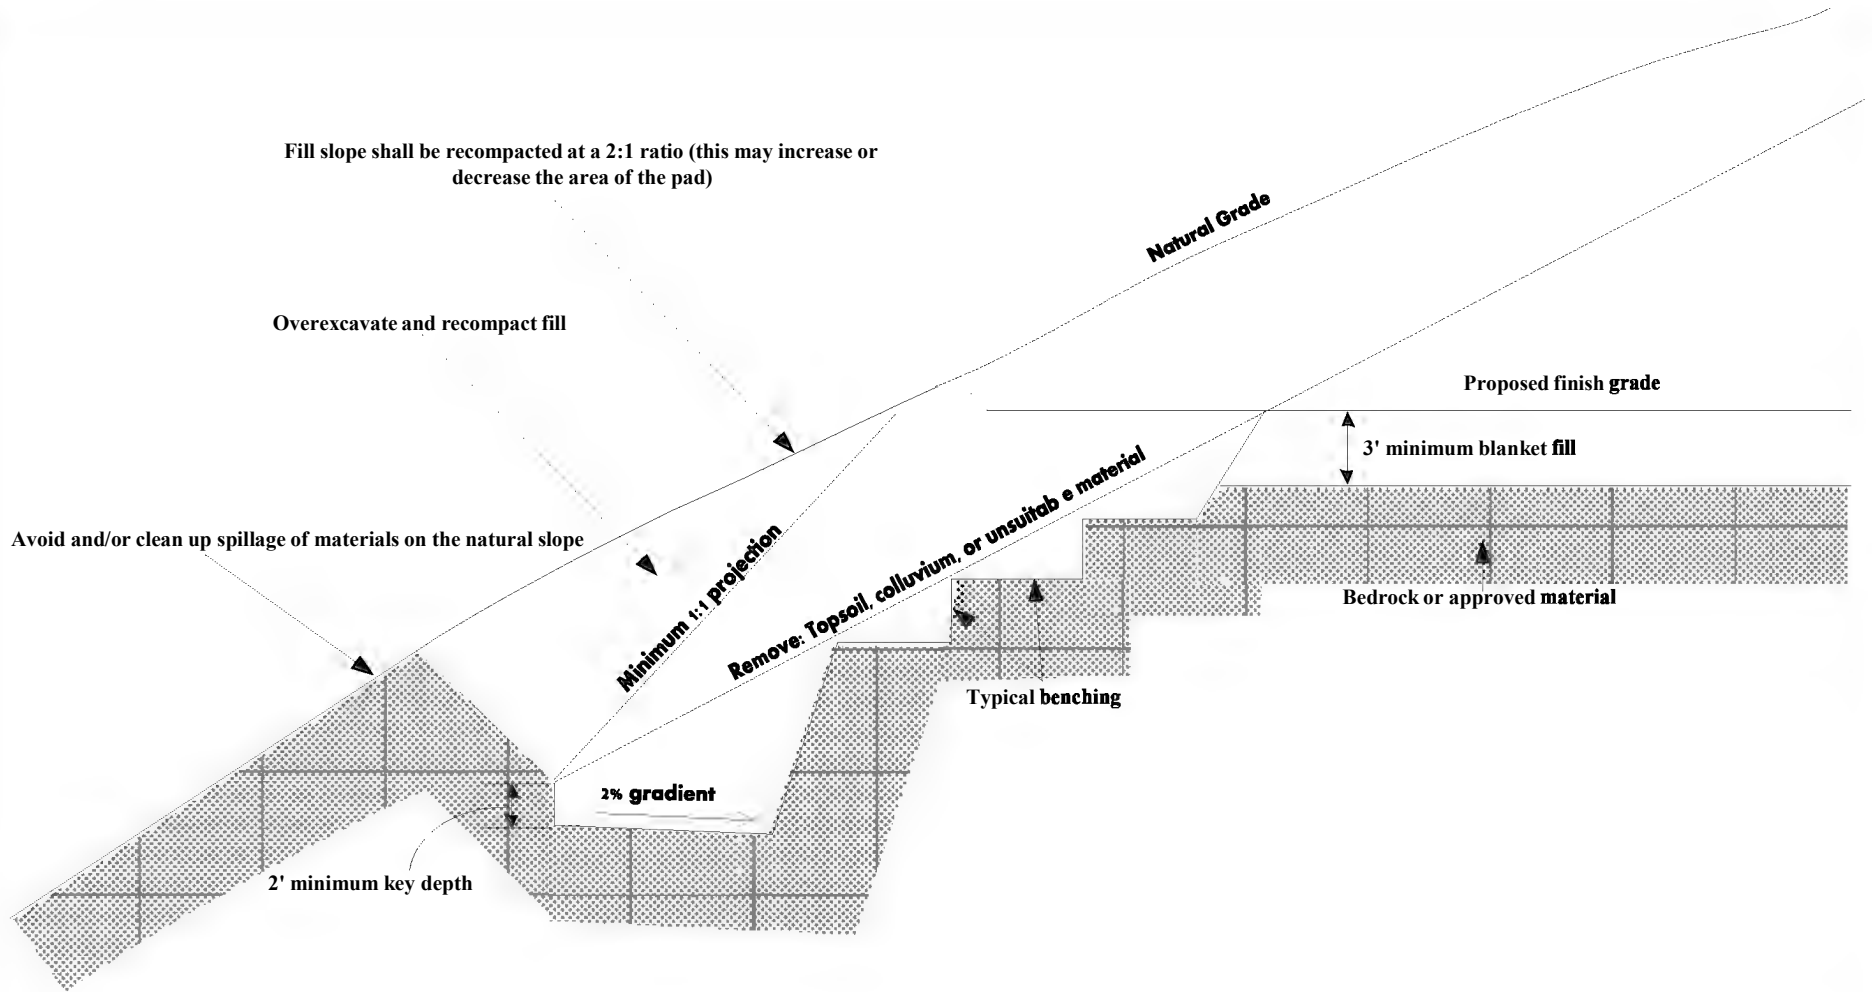 Fill slope shall be recompacted at a 2:1 ratio (this may increase or
decrease the area of the pad)
Natural Grade
Overexcavate and recompact fill
Proposed finish grade
3' minimum blanket fill
Avoid and/or clean up spillage of materials on the natural slope
Minimum 1:1 projection
Remove: Topsoil, colluvium, or unsuitab e material
Bedrock or approved material
Typical benching
2% gradient
2' minimum key depth